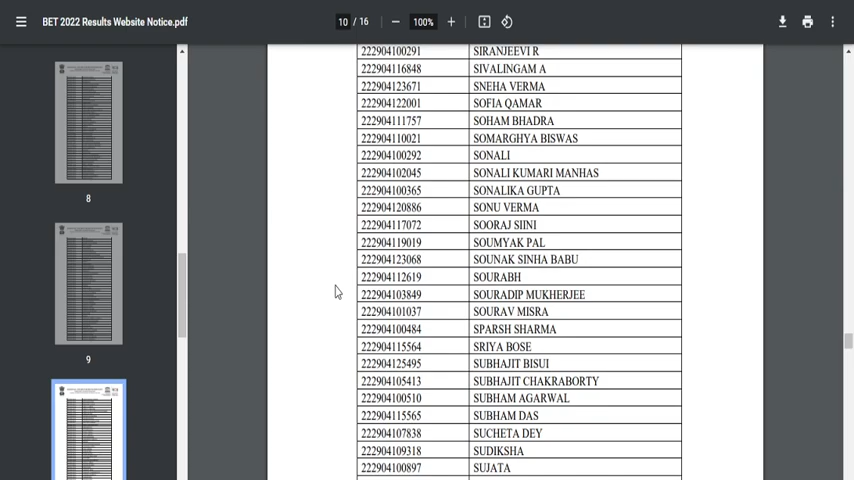 BET 2022 Results Website Notice.pdf
10 / 16
100%
222904100291 SIRANJEEVI R
222904116848 SIVALINGAM A
222904123671 SNEHA VERMA
222904122001 SOFIA QAMAR
222904111757 SOHAM BHADRA
222904110021 SOMARGHYA BISWAS
222904100292 SONALI
222904102045 SONALI KUMARI MANHAS
222904100365 SONALIKA GUPTA
222904120886 SONU VERMA
222904117072 SOORAJ SIINI
222904119019 SOUMYAK PAL
222904123068 SOUNAK SINHA BABU
222904112619 SOURABH
222904103849 SOURADIP MUKHERJEE
222904101037 SOURAV MISRA
222904100484 SPARSH SHARMA
222904115564 SRIYA BOSE
222904125495 SUBHAJIT BISUI
222904105413 SUBHAJIT CHAKRABORTY
222904100510 SUBHAM AGARWAL
222904115565 SUBHAM DAS
222904107838 SUCHETA DEY
222904109318 SUDIKSHA
222904100897 SUJATA
8
9